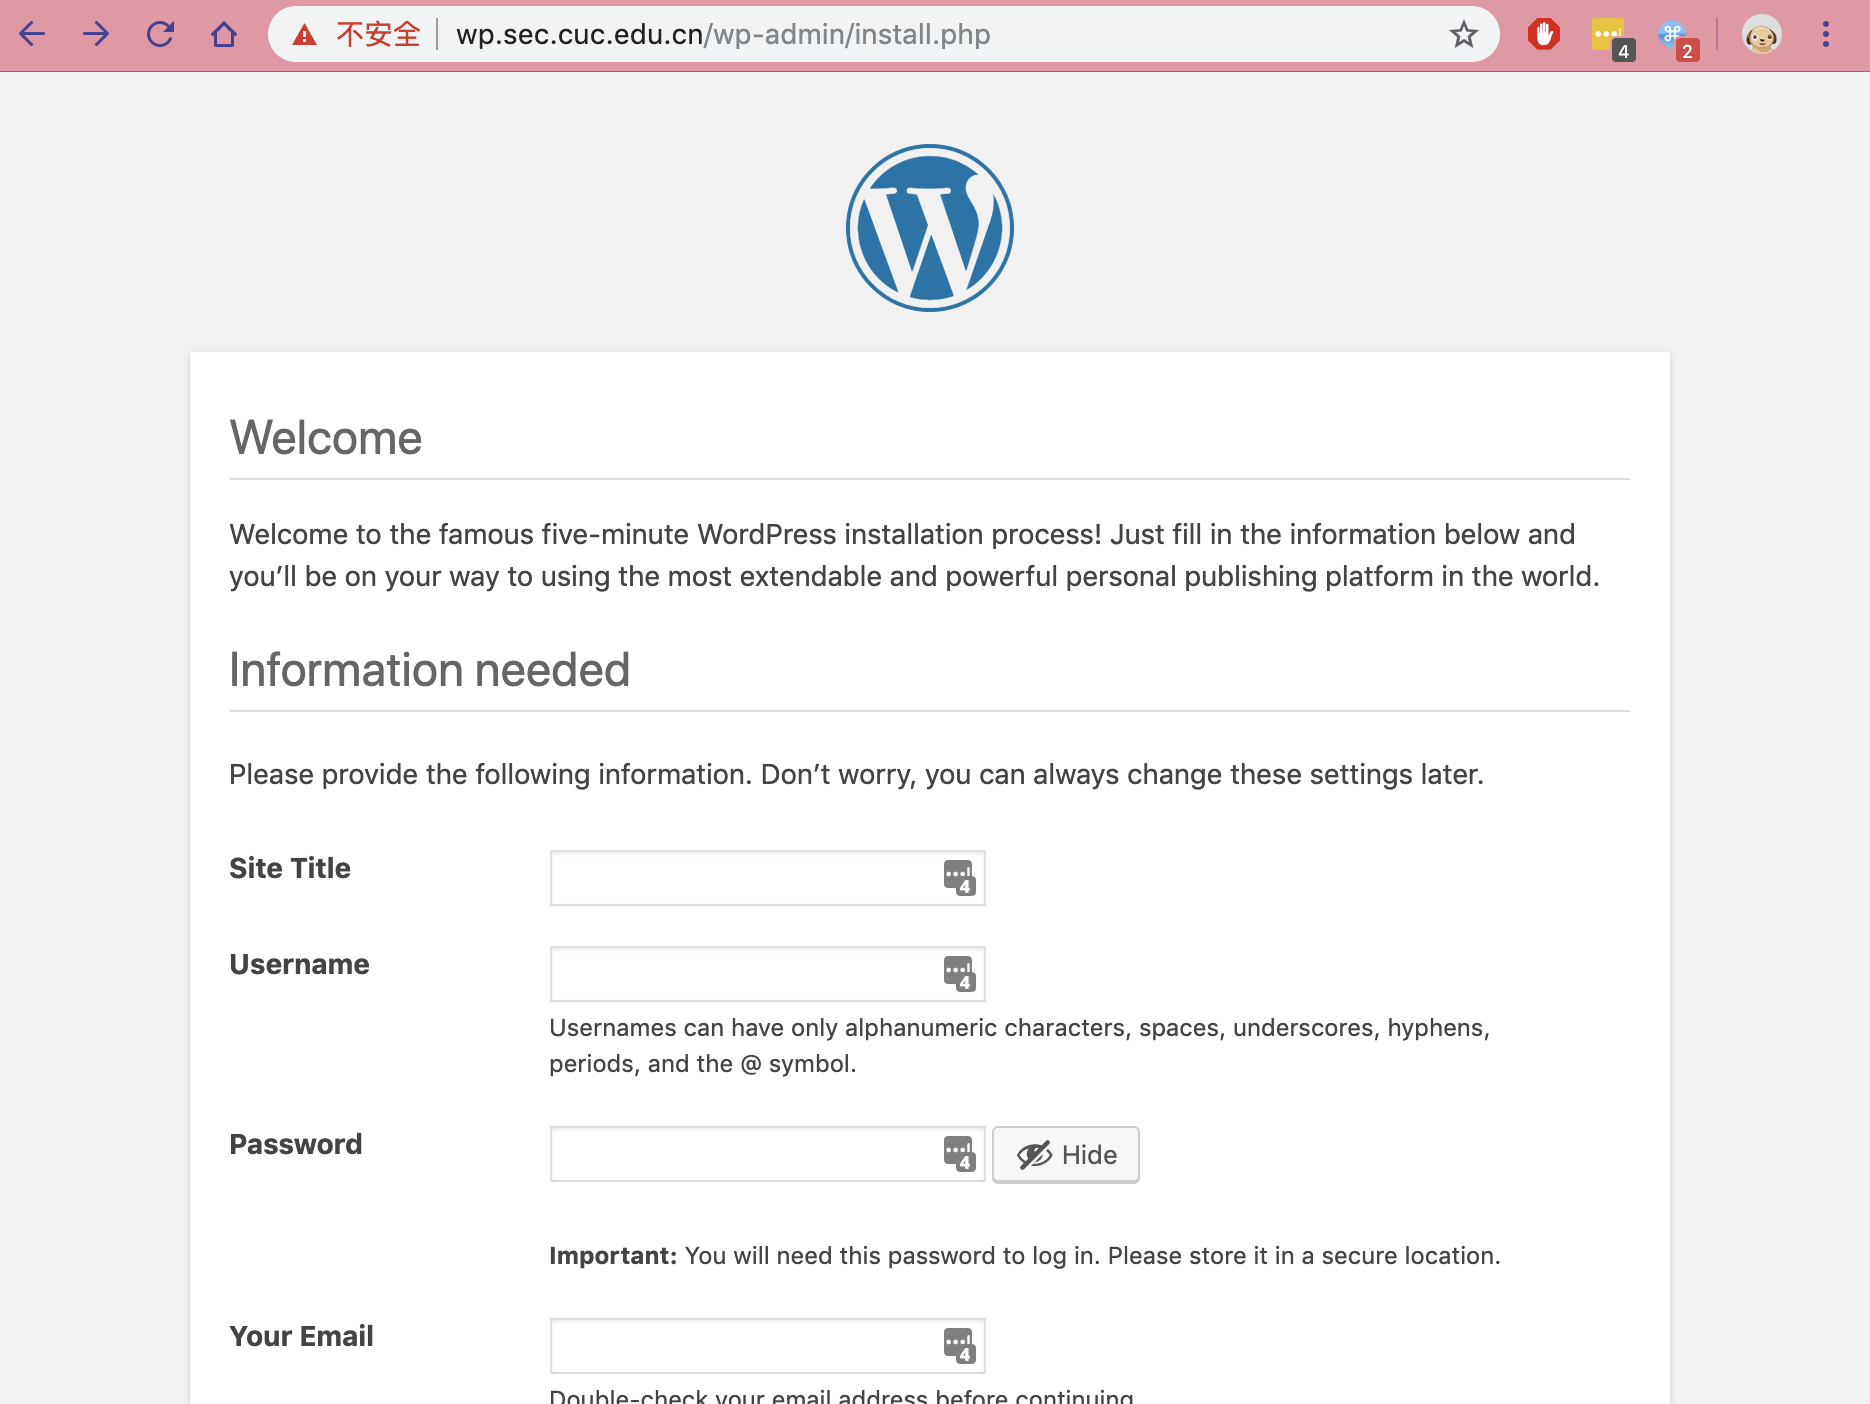 不安全 wp.sec.cuc.edu.cn/wp-admin/install.php 4 2
Welcome
Welcome to the famous five-minute WordPress installation process! Just fill in the information below and
you’ll be on your way to using the most extendable and powerful personal publishing platform in the world.
Information needed
Please provide the following information. Don’t worry, you can always change these settings later.
Site Title 4
Username 4
Usernames can have only alphanumeric characters, spaces, underscores, hyphens,
periods, and the @ symbol.
Password 4 Hide
Important: You will need this password to log in. Please store it in a secure location.
Your Email 4
Double-check your email address before continuing.